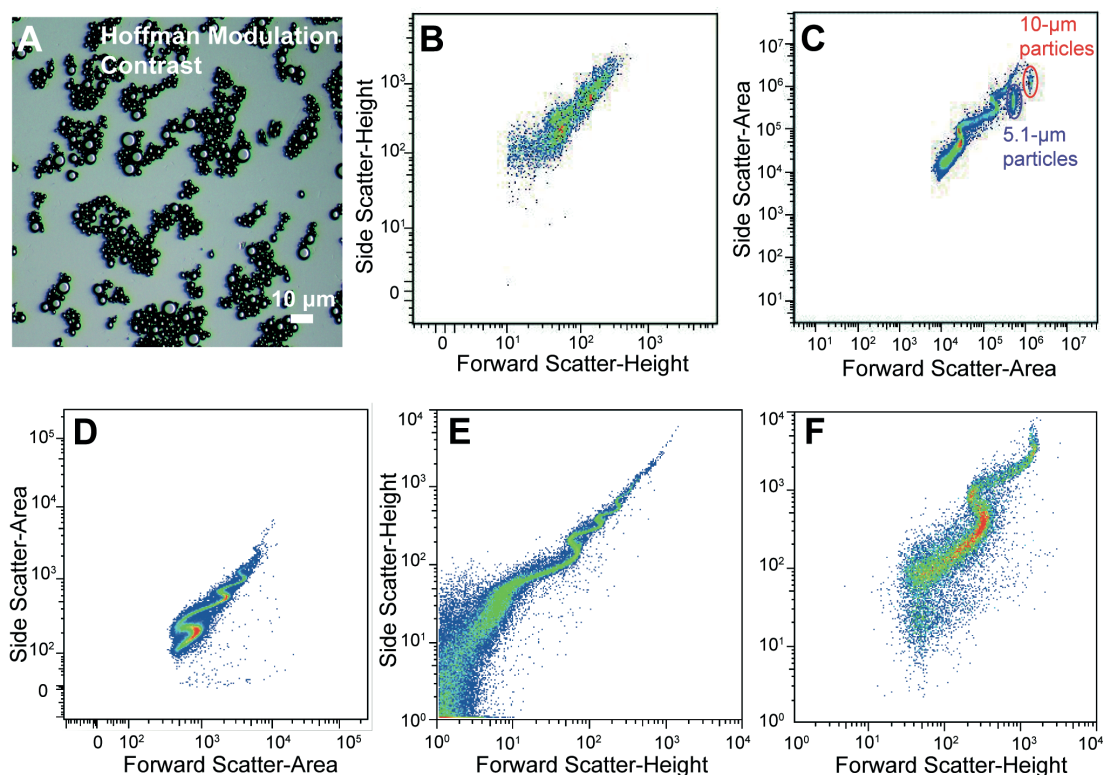 A
Hoffman Modulation
Contrast
10 µm
B
Side Scatter-Height
10³
10²
10¹
0
0
10¹
10²
10³
Forward Scatter-Height
C
10-µm
particles
5.1-µm
particles
Side Scatter-Area
10⁷
10⁶
10⁵
10⁴
10³
10²
10¹
10¹
10²
10³
10⁴
10⁵
10⁶
10⁷
Forward Scatter-Area
D
Side Scatter-Area
10⁵
10⁴
10³
10²
0
0
10²
10³
10⁴
10⁵
Forward Scatter-Area
E
Side Scatter-Height
10⁴
10³
10²
10¹
10⁰
10⁰
10¹
10²
10³
10⁴
Forward Scatter-Height
F
10⁴
10³
10²
10¹
10⁰
10⁰
10¹
10²
10³
10⁴
Forward Scatter-Height